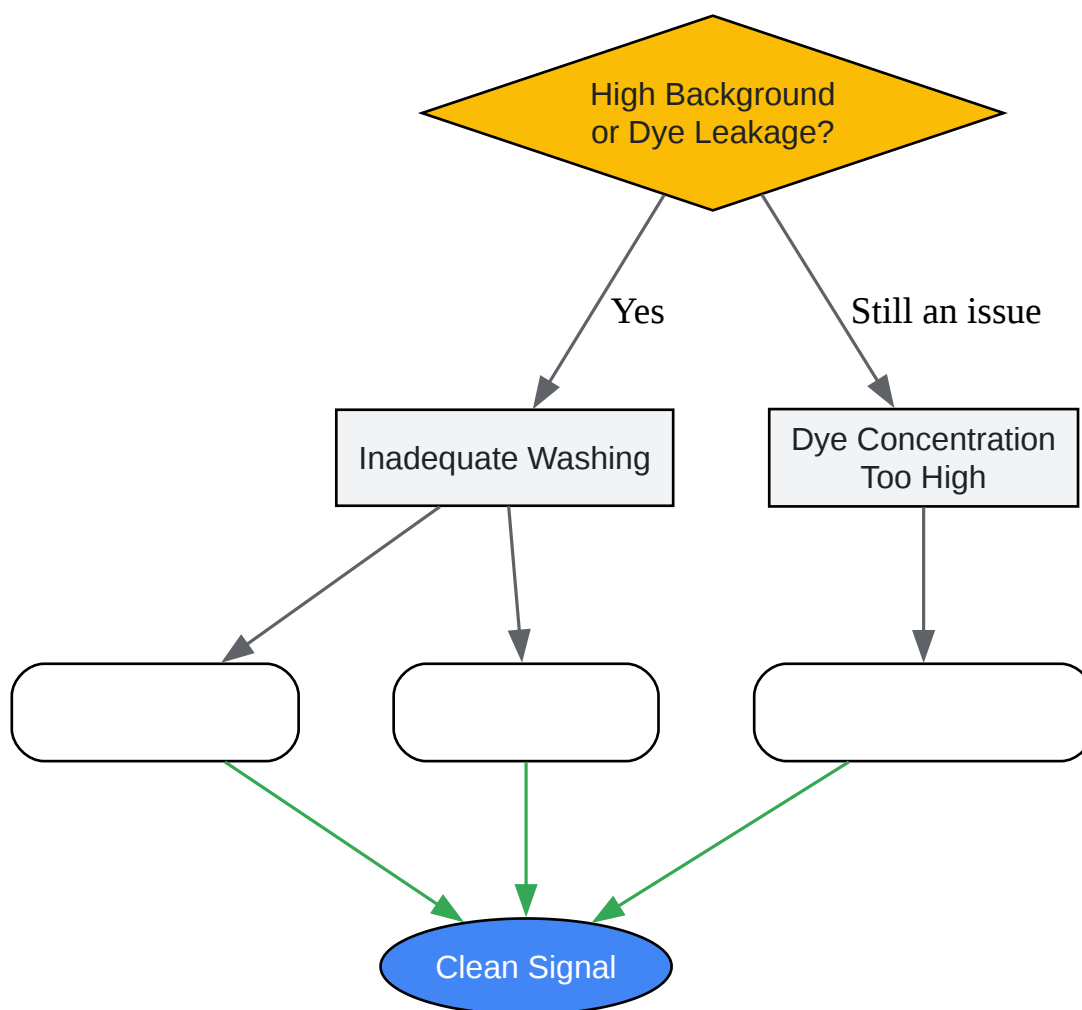 High Background
or Dye Leakage?
Yes
Still an issue
Inadequate Washing
Dye Concentration
Too High
Clean Signal